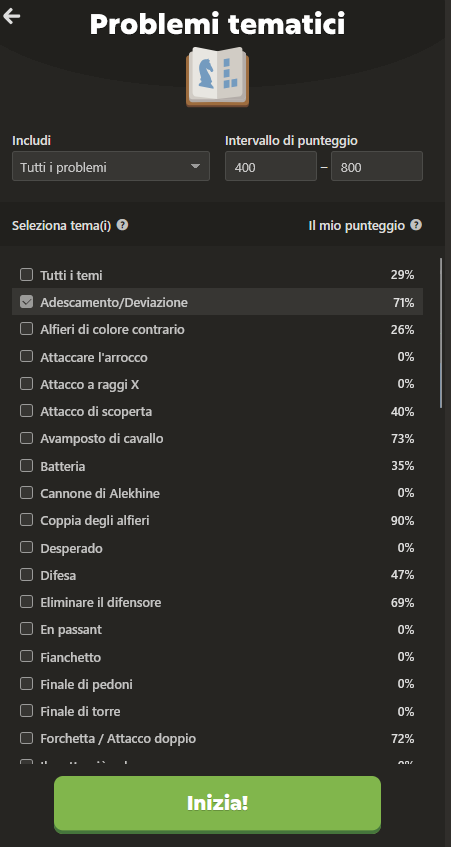 Problemi tematici
Includi Intervallo di punteggio
Tutti i problemi 400 – 800
Seleziona tema(i) ? Il mio punteggio ?
Tutti i temi 29%
Adescamento/Deviazione 71%
Alfieri di colore contrario 26%
Attaccare l'arrocco 0%
Attacco a raggi X 0%
Attacco di scoperta 40%
Avamposto di cavallo 73%
Batteria 35%
Cannone di Alekhine 0%
Coppia degli alfieri 90%
Desperado 0%
Difesa 47%
Eliminare il difensore 69%
En passant 0%
Fianchetto 0%
Finale di pedoni 0%
Finale di torre 0%
Forchetta / Attacco doppio 72%
Inizia!